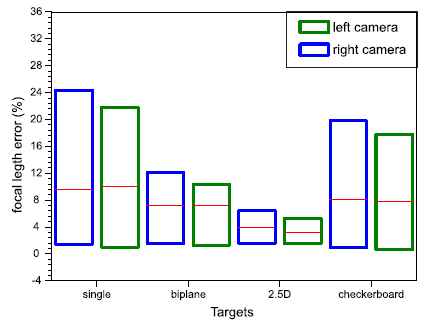 36
32
28
24
20
16
12
8
4
0
-4
focal legth error (%)
left camera
right camera
single
biplane
2.5D
checkerboard
Targets